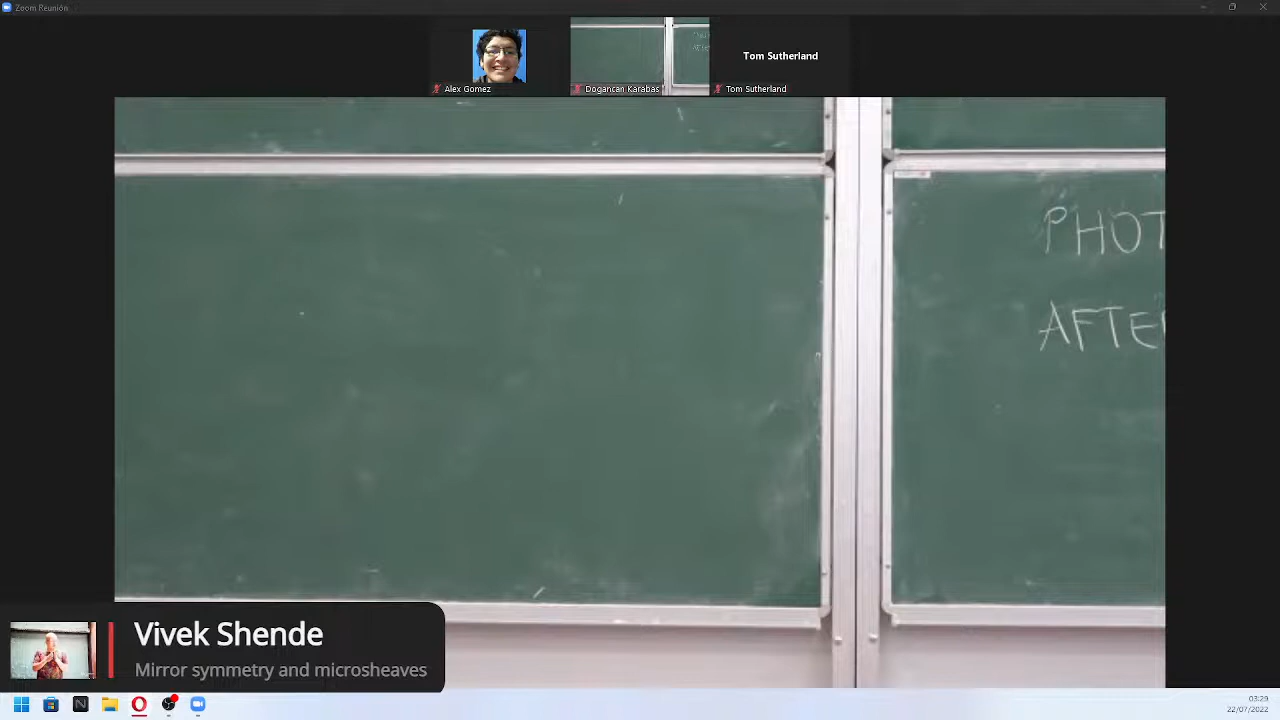 Zoom Reunión
Tom Sutherland
Alex Gomez
Dogancan Karabas
Tom Sutherland
PHOT
AFTE
Vivek Shende
Mirror symmetry and microsheaves
03:29
22/07/2022